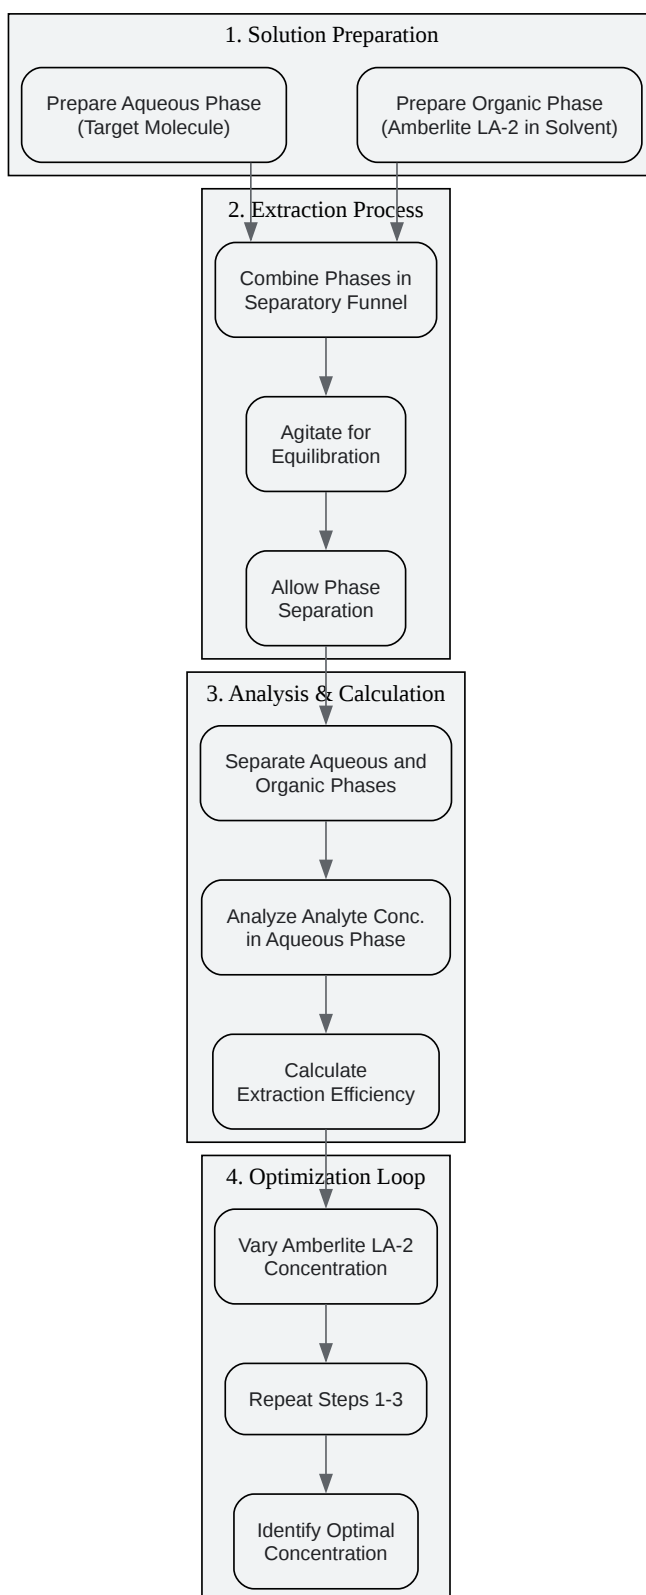 1. Solution Preparation
Prepare Aqueous Phase
(Target Molecule)
Prepare Organic Phase
(Amberlite LA-2 in Solvent)
2. Extraction Process
Combine Phases in
Separatory Funnel
Agitate for
Equilibration
Allow Phase
Separation
3. Analysis & Calculation
Separate Aqueous and
Organic Phases
Analyze Analyte Conc.
in Aqueous Phase
Calculate
Extraction Efficiency
4. Optimization Loop
Vary Amberlite LA-2
Concentration
Repeat Steps 1-3
Identify Optimal
Concentration